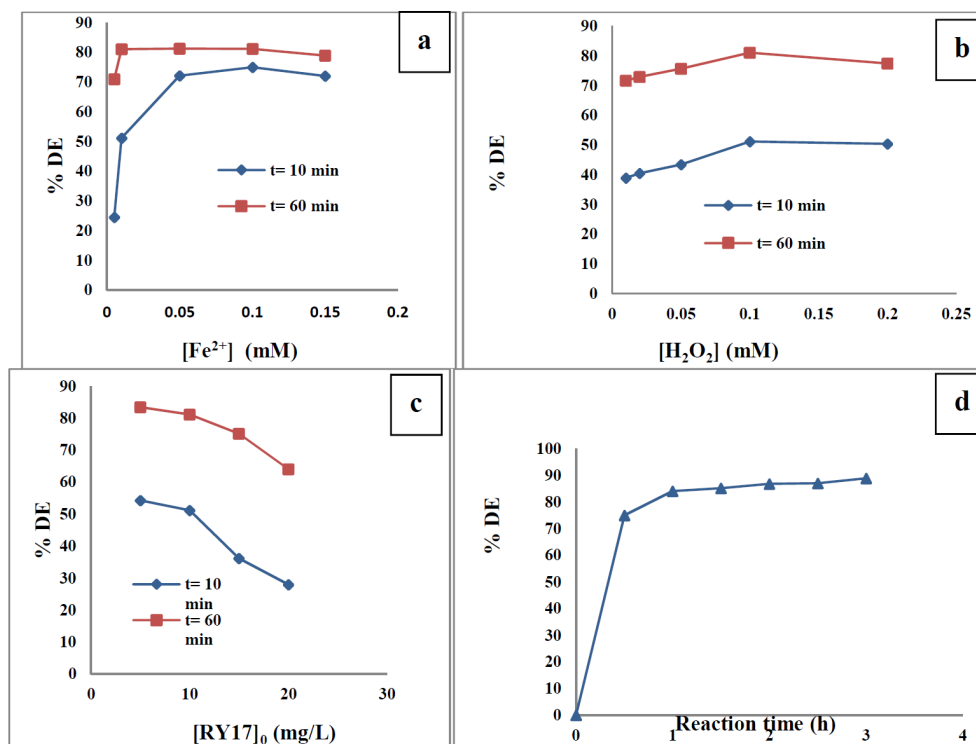 a
90
80
70
60
50
40
30
20
10
0
% DE
t= 10 min
t= 60 min
0 0.05 0.1 0.15 0.2
[Fe²⁺] (mM)
b
90
80
70
60
50
40
30
20
10
0
% DE
t= 10 min
t= 60 min
0 0.05 0.1 0.15 0.2 0.25
[H₂O₂] (mM)
c
90
80
70
60
50
40
30
20
10
0
% DE
t= 10
min
t= 60
min
0 10 20 30
[RY17]₀ (mg/L)
d
100
90
80
70
60
50
40
30
20
10
0
% DE
0 1 2 3 4
Reaction time (h)